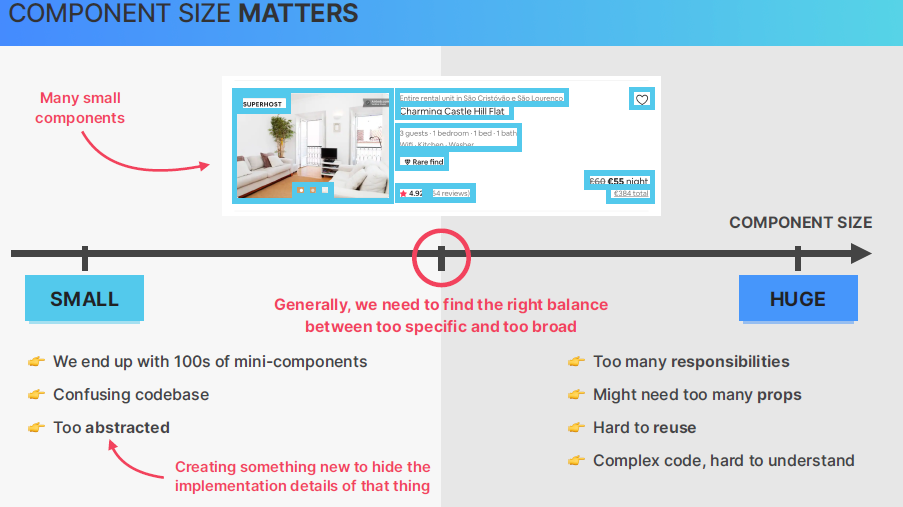 COMPONENT SIZE MATTERS
Many small
components
SUPERHOST
Entire rental unit in São Cristóvão e São Lourenço
Charming Castle Hill Flat
3 guests · 1 bedroom · 1 bed · 1 bath
Wifi · Kitchen · Washer
Rare find
4.92
64 reviews)
£60 €55 night
€384 total
COMPONENT SIZE
SMALL
HUGE
Generally, we need to find the right balance
between too specific and too broad
👉 We end up with 100s of mini-components
👉 Confusing codebase
👉 Too abstracted
Creating something new to hide the
implementation details of that thing
👉 Too many responsibilities
👉 Might need too many props
👉 Hard to reuse
👉 Complex code, hard to understand